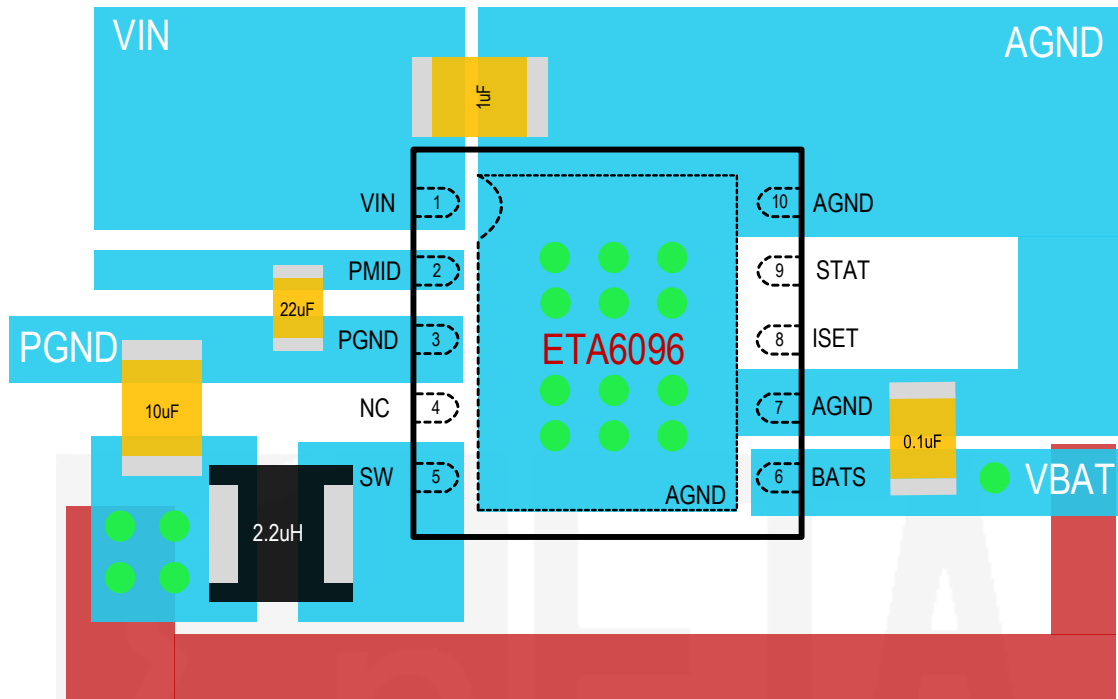 VIN
AGND
1uF
VIN 1
10 AGND
PMID 2
9 STAT
22uF
PGND
PGND 3
ETA6096
8 ISET
10uF
NC 4
7 AGND
0.1uF
SW 5
6 BATS
VBAT
AGND
2.2uH